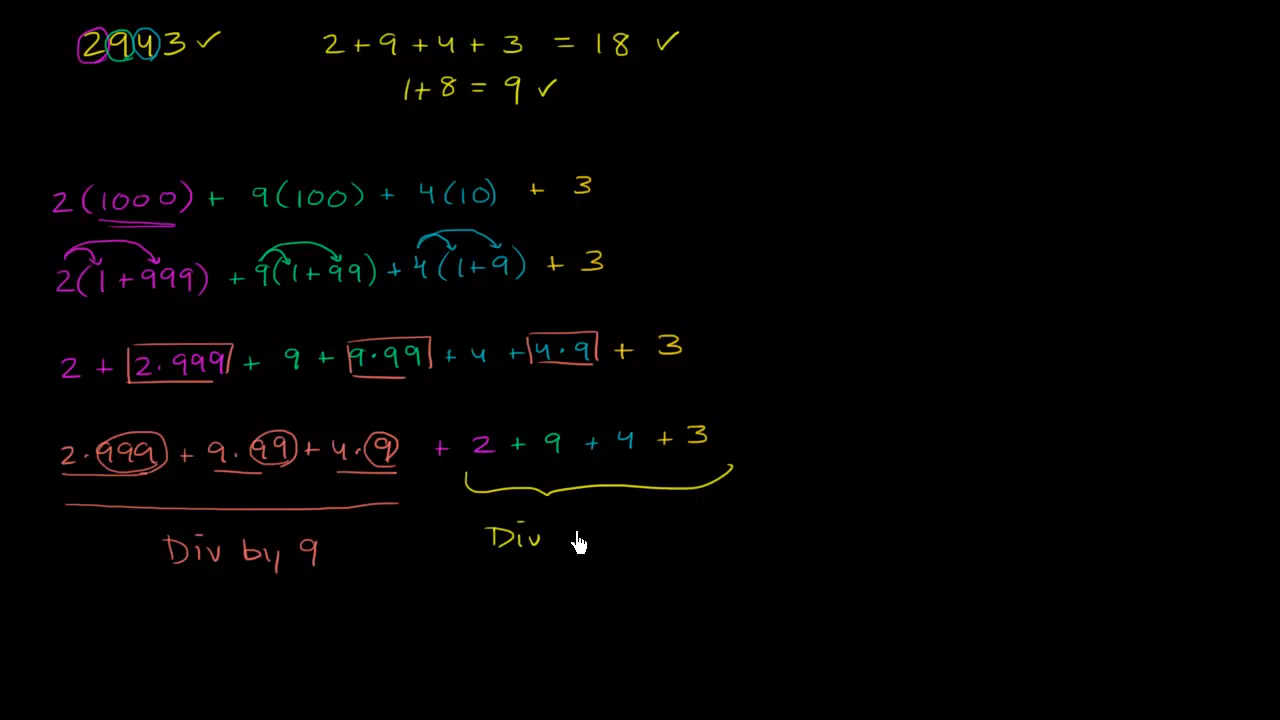 2943 ✓ 2 + 9 + 4 + 3 = 18 ✓
1 + 8 = 9 ✓
2(1000) + 9(100) + 4(10) + 3
2(1+999) + 9(1+99) + 4(1+9) + 3
2 + 2·999 + 9 + 9·99 + 4 + 4·9 + 3
2·999 + 9·99 + 4·9 + 2 + 9 + 4 + 3
Div by 9 Div